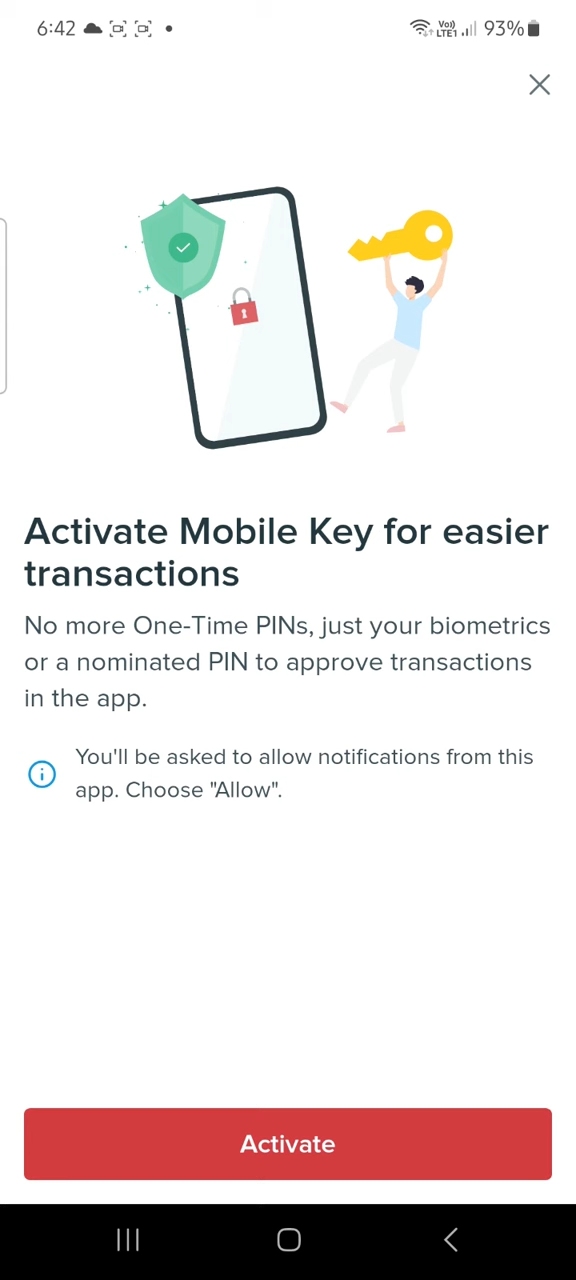 6:42
Vo))
LTE1
93%
Activate Mobile Key for easier
transactions
No more One-Time PINs, just your biometrics
or a nominated PIN to approve transactions
in the app.
You'll be asked to allow notifications from this
app. Choose "Allow".
Activate